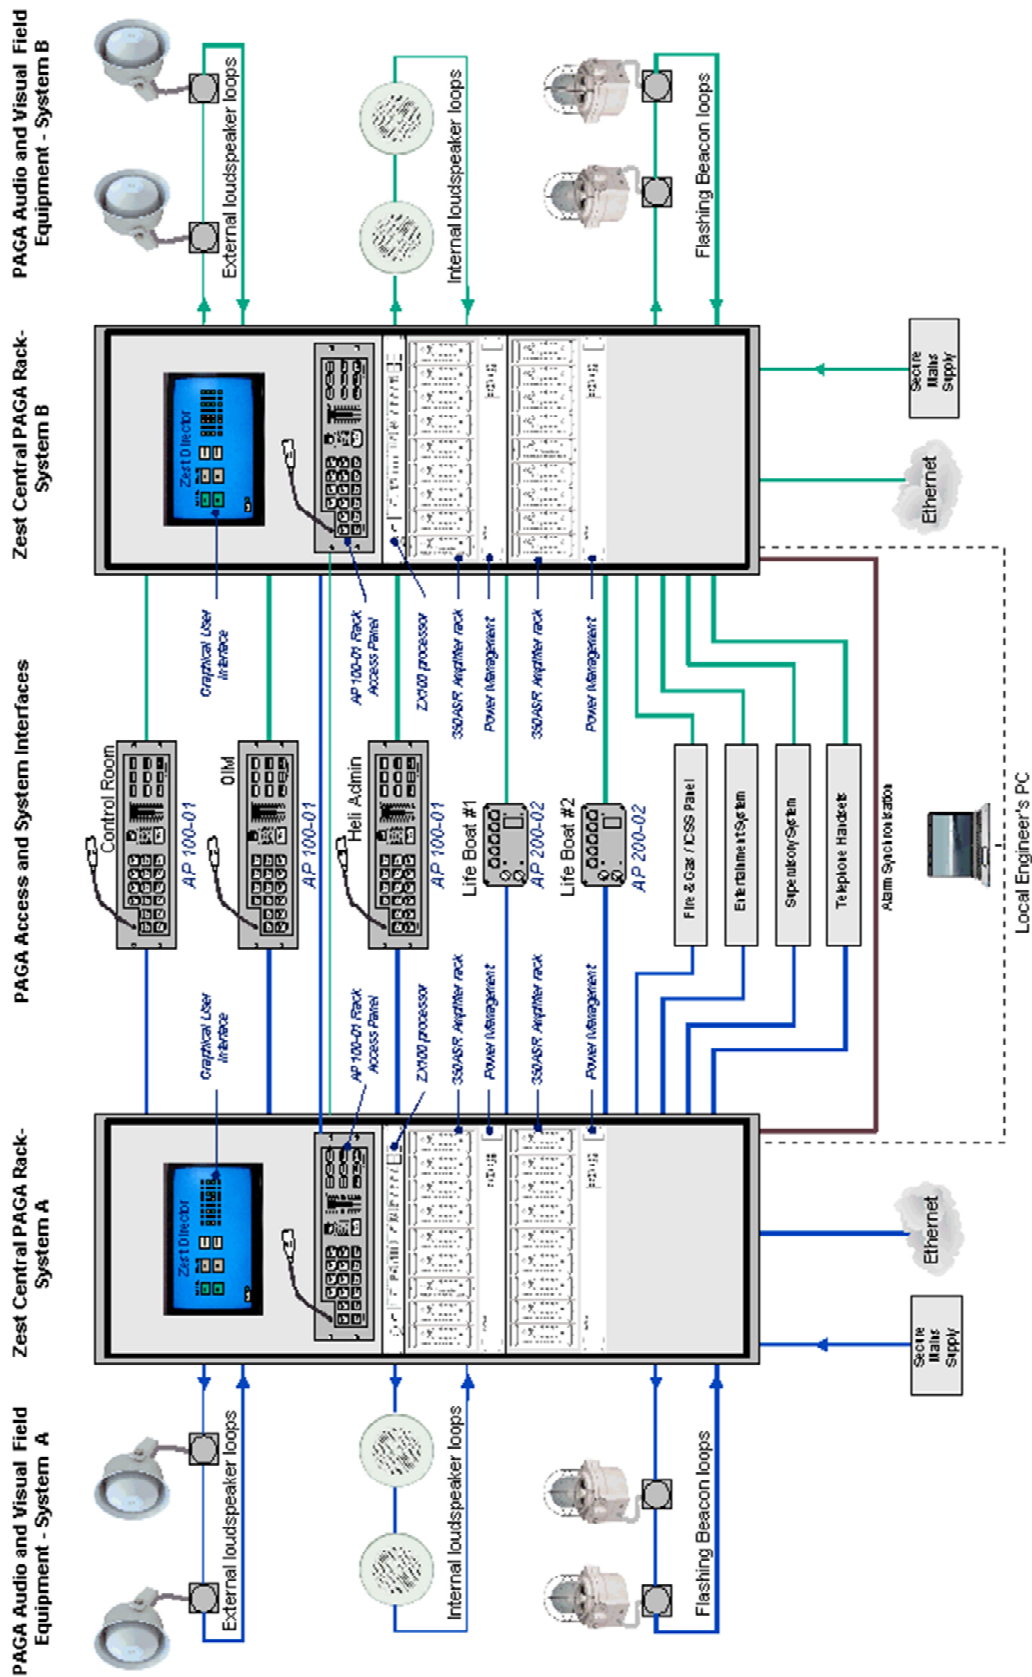 PAGA Audio and Visual Field
Equipment - System A
Zest Central PAGA Rack-
System A
PAGA Access and System Interfaces
Zest Central PAGA Rack-
System B
PAGA Audio and Visual Field
Equipment - System B
External loudspeaker loops
Internal loudspeaker loops
Flashing Beacon loops
Zest Director
Graphical User
Interface
AP 100-01 Rack
Access Panel
ZX100 processor
350ASR Amplifier rack
Power Management
350ASR Amplifier rack
Power Management
Secure
Mains
Supply
Ethernet
Control Room
AP 100-01
OIM
AP 100-01
Heli Admin
AP 100-01
Life Boat #1
AP 200-02
Life Boat #2
AP 200-02
Fire & Gas / ICSS Panel
Entertainment System
Supervisory System
Telephone Handsets
Alarm Synchronisation
Local Engineer's PC
Graphical User
Interface
AP 100-01 Rack
Access Panel
ZX100 processor
350ASR Amplifier rack
Power Management
350ASR Amplifier rack
Power Management
Zest Director
Ethernet
Secure
Mains
Supply
External loudspeaker loops
Internal loudspeaker loops
Flashing Beacon loops